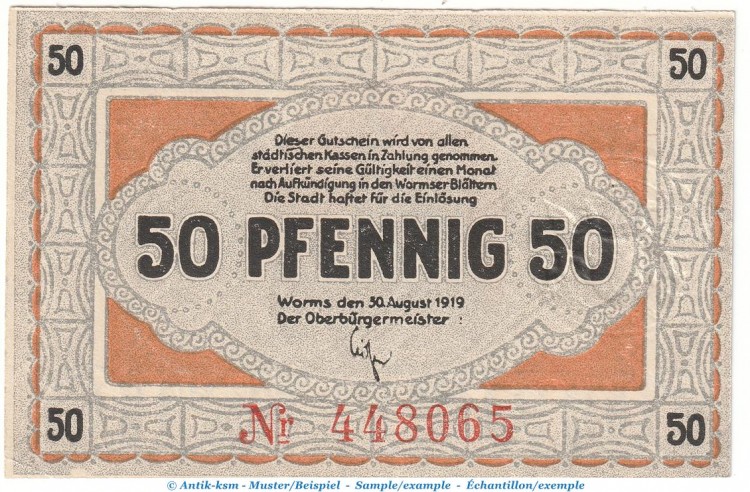 50 50
Dieser Gutschein wird von allen
städtischen Kassen in Zahlung genommen.
Er verliert seine Gültigkeit einen Monat
nach Aufkündigung in den Wormser Blättern
Die Stadt haftet für die Einlösung
50 PFENNIG 50
Worms den 30. August 1919
Der Oberbürgermeister :
Nr 448065
50 50
© Antik-ksm - Muster/Beispiel - Sample/example - Échantillon/exemple